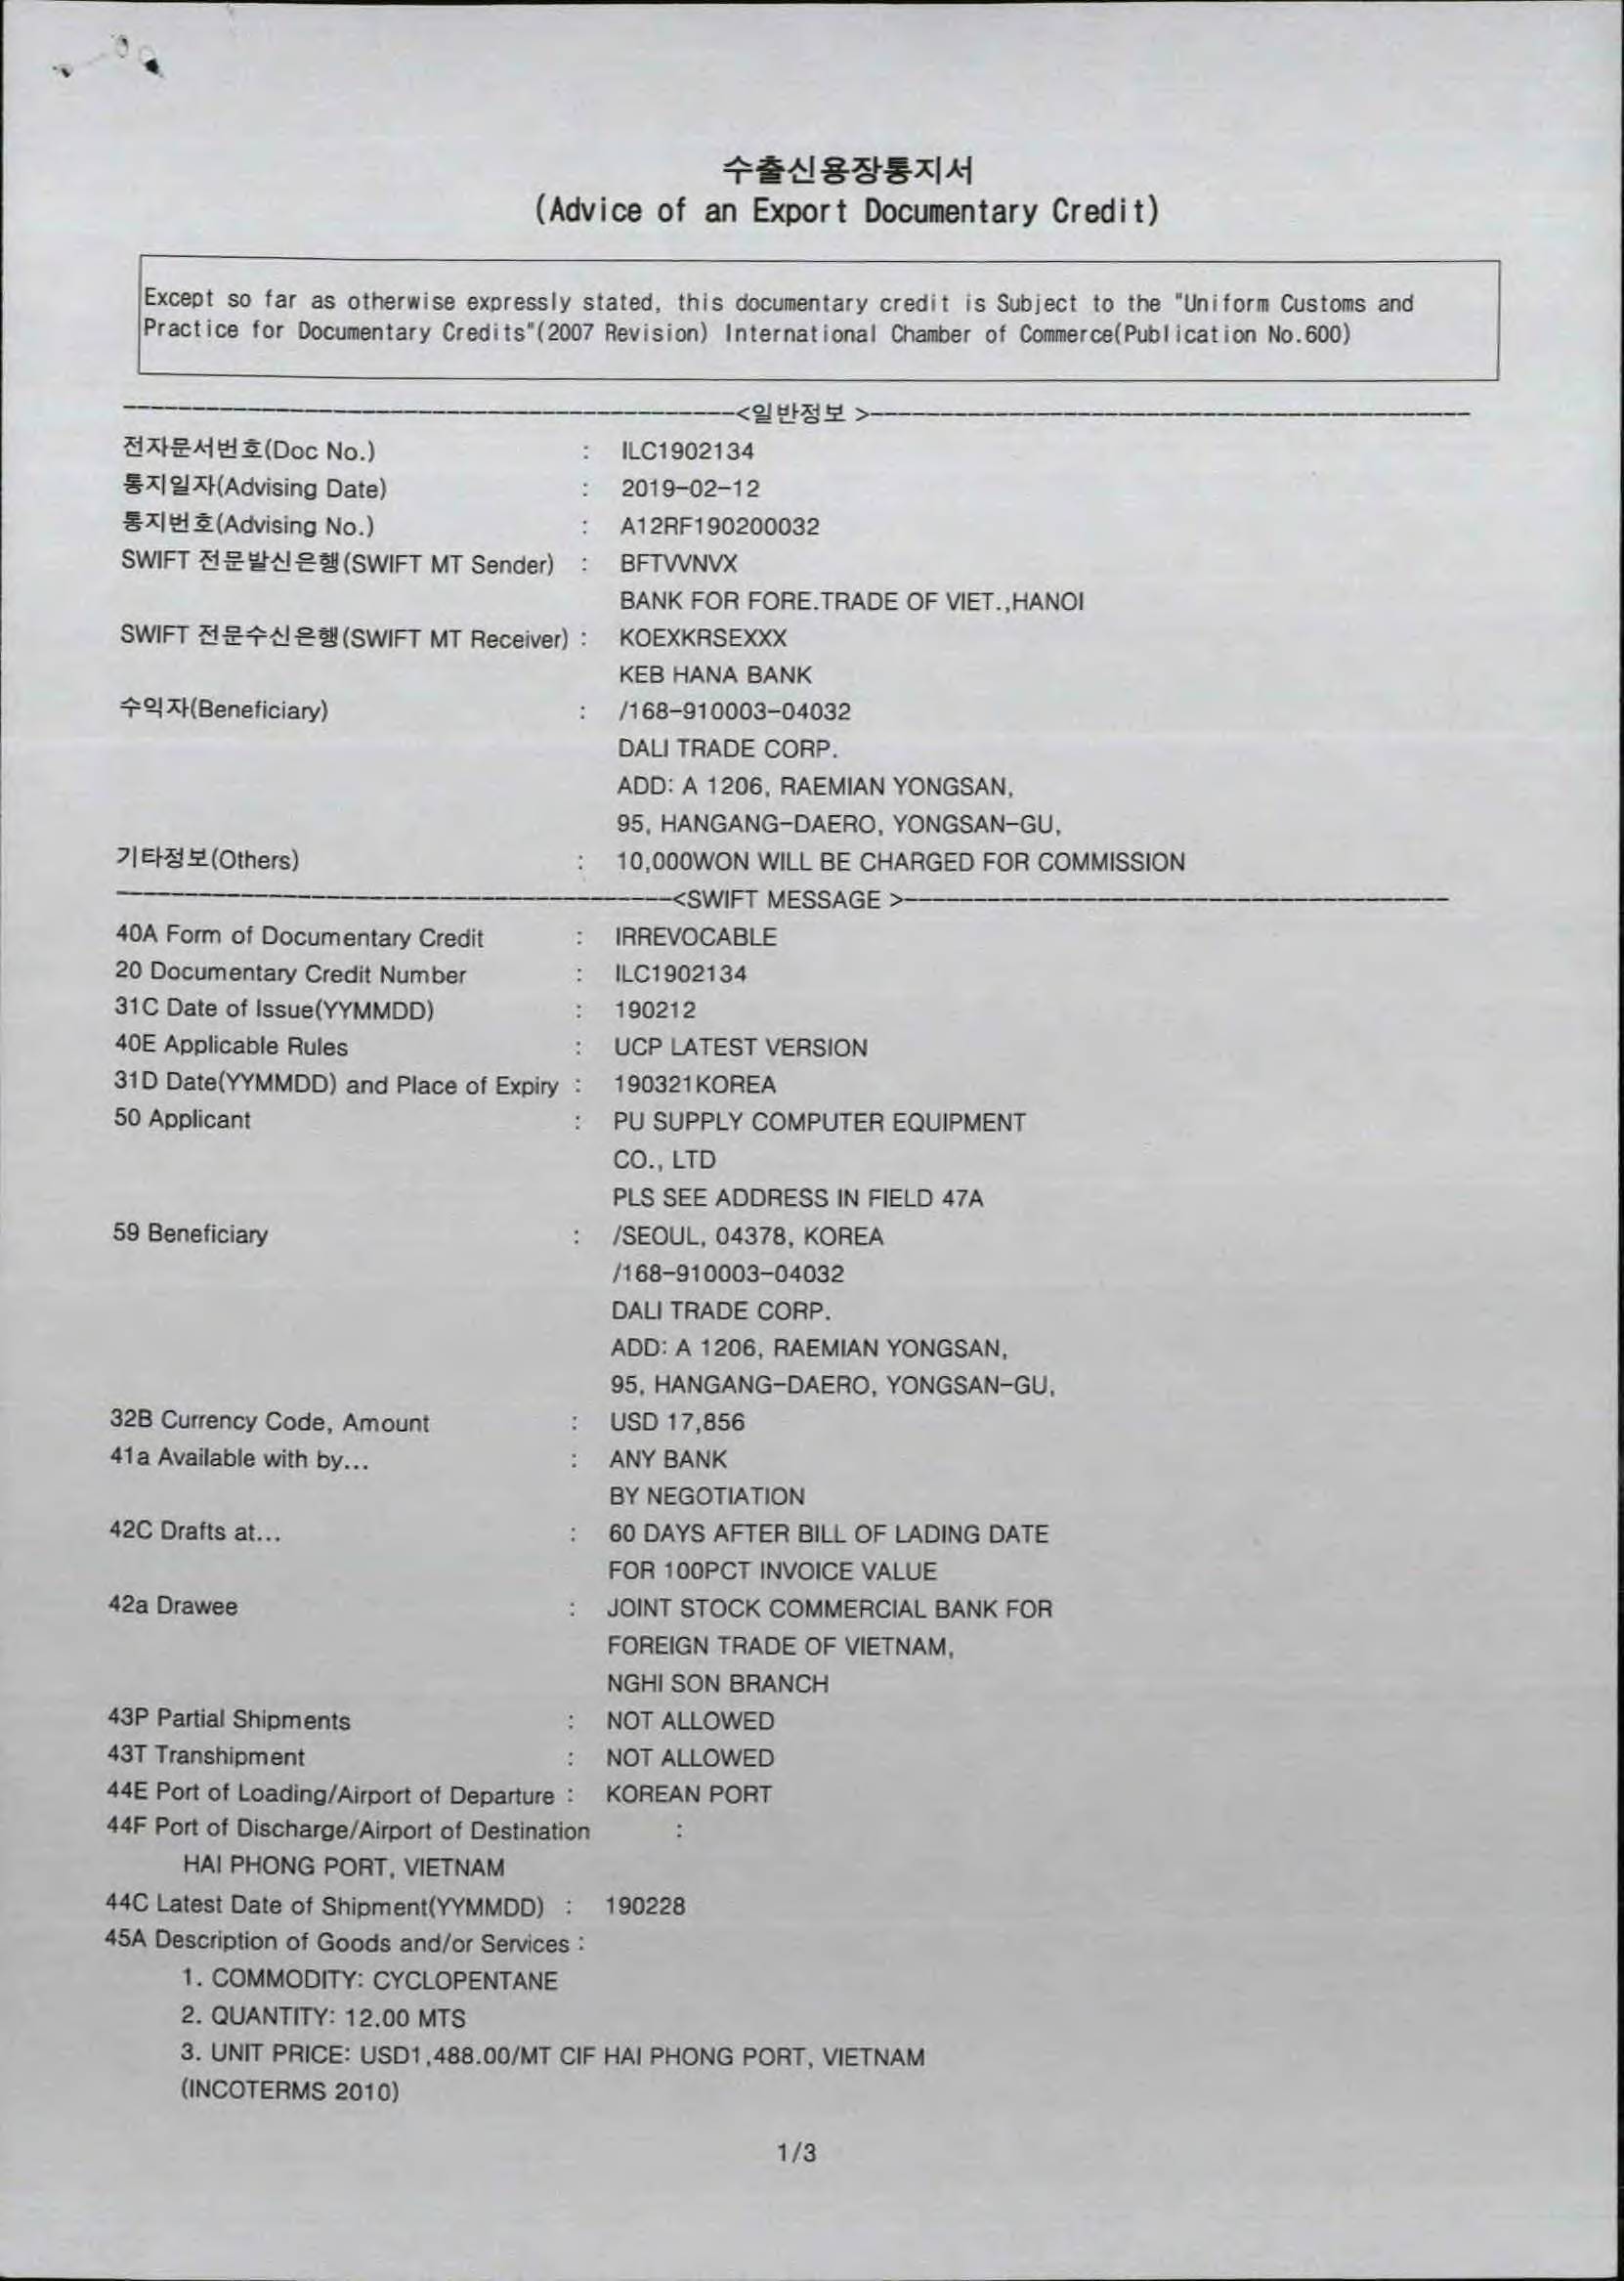 수출신용장통지서
(Advice of an Export Documentary Credit)
Except so far as otherwise expressly stated, this documentary credit is Subject to the "Uniform Customs and
Practice for Documentary Credits"(2007 Revision) International Chamber of Commerce(Publication No.600)
<일반정보 >
전자문서번호(Doc No.) : ILC1902134
통지일자(Advising Date) : 2019-02-12
통지번호(Advising No.) : A12RF190200032
SWIFT 전문발신은행(SWIFT MT Sender) : BFTVVNVX
BANK FOR FORE.TRADE OF VIET.,HANOI
SWIFT 전문수신은행(SWIFT MT Receiver) : KOEXKRSEXXX
KEB HANA BANK
수익자(Beneficiary) : /168-910003-04032
DALI TRADE CORP.
ADD: A 1206, RAEMIAN YONGSAN,
95, HANGANG-DAERO, YONGSAN-GU,
기타정보(Others) : 10,000WON WILL BE CHARGED FOR COMMISSION
<SWIFT MESSAGE >
40A Form of Documentary Credit : IRREVOCABLE
20 Documentary Credit Number : ILC1902134
31C Date of Issue(YYMMDD) : 190212
40E Applicable Rules : UCP LATEST VERSION
31D Date(YYMMDD) and Place of Expiry : 190321KOREA
50 Applicant : PU SUPPLY COMPUTER EQUIPMENT
CO., LTD
PLS SEE ADDRESS IN FIELD 47A
59 Beneficiary : /SEOUL, 04378, KOREA
/168-910003-04032
DALI TRADE CORP.
ADD: A 1206, RAEMIAN YONGSAN,
95, HANGANG-DAERO, YONGSAN-GU,
32B Currency Code, Amount : USD 17,856
41a Available with by... : ANY BANK
BY NEGOTIATION
42C Drafts at... : 60 DAYS AFTER BILL OF LADING DATE
FOR 100PCT INVOICE VALUE
42a Drawee : JOINT STOCK COMMERCIAL BANK FOR
FOREIGN TRADE OF VIETNAM,
NGHI SON BRANCH
43P Partial Shipments : NOT ALLOWED
43T Transhipment : NOT ALLOWED
44E Port of Loading/Airport of Departure : KOREAN PORT
44F Port of Discharge/Airport of Destination :
HAI PHONG PORT, VIETNAM
44C Latest Date of Shipment(YYMMDD) : 190228
45A Description of Goods and/or Services :
1. COMMODITY: CYCLOPENTANE
2. QUANTITY: 12.00 MTS
3. UNIT PRICE: USD1,488.00/MT CIF HAI PHONG PORT, VIETNAM
(INCOTERMS 2010)
1/3